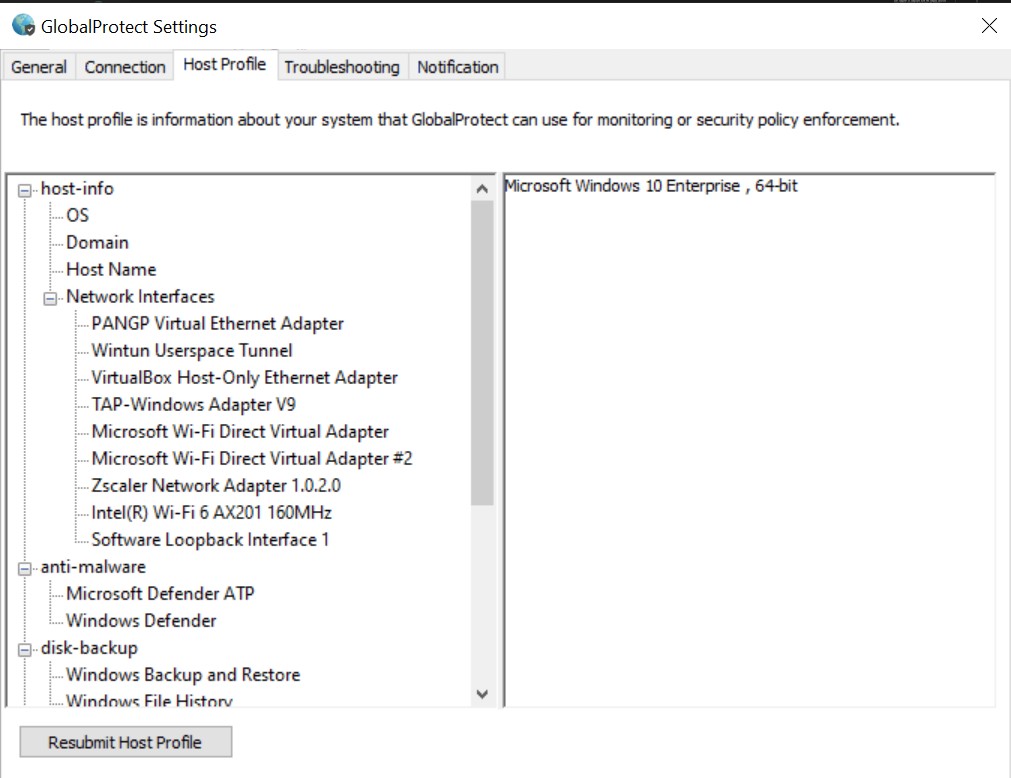 GlobalProtect Settings
General Connection Host Profile Troubleshooting Notification
The host profile is information about your system that GlobalProtect can use for monitoring or security policy enforcement.
host-info
OS
Domain
Host Name
Network Interfaces
PANGP Virtual Ethernet Adapter
Wintun Userspace Tunnel
VirtualBox Host-Only Ethernet Adapter
TAP-Windows Adapter V9
Microsoft Wi-Fi Direct Virtual Adapter
Microsoft Wi-Fi Direct Virtual Adapter #2
Zscaler Network Adapter 1.0.2.0
Intel(R) Wi-Fi 6 AX201 160MHz
Software Loopback Interface 1
anti-malware
Microsoft Defender ATP
Windows Defender
disk-backup
Windows Backup and Restore
Windows File History
Microsoft Windows 10 Enterprise , 64-bit
Resubmit Host Profile